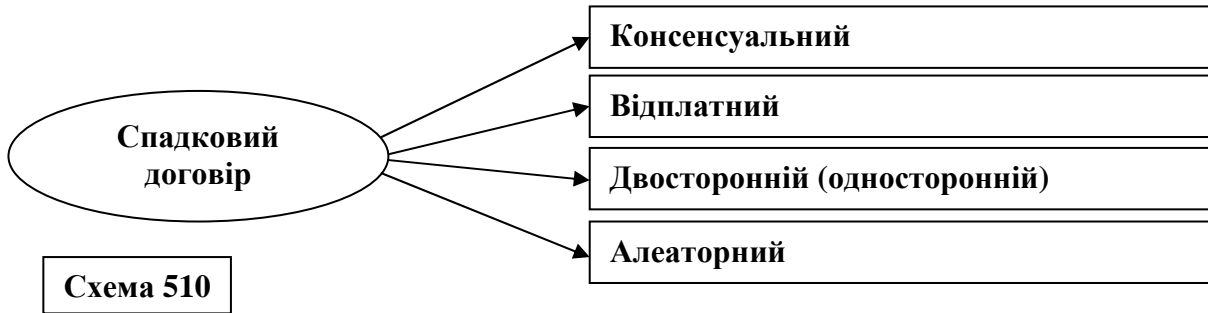 Консенсуальний
Відплатний
Спадковий
договір
Двосторонній (односторонній)
Алеаторний
Схема 510